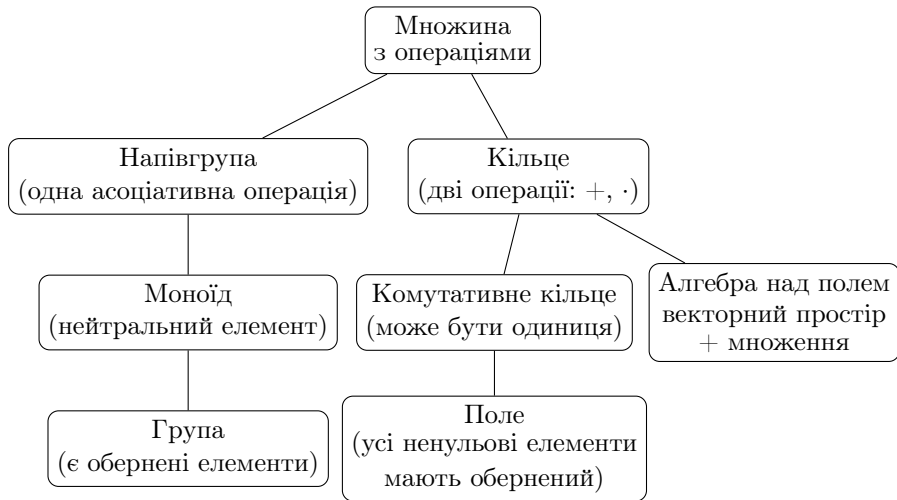 Множина
з операціями
Напівгрупа
(одна асоціативна операція)
Кільце
(дві операції: +, ·)
Моноїд
(нейтральний елемент)
Комутативне кільце
(може бути одиниця)
Алгебра над полем
векторний простір
+ множення
Група
(є обернені елементи)
Поле
(усі ненульові елементи
мають обернений)